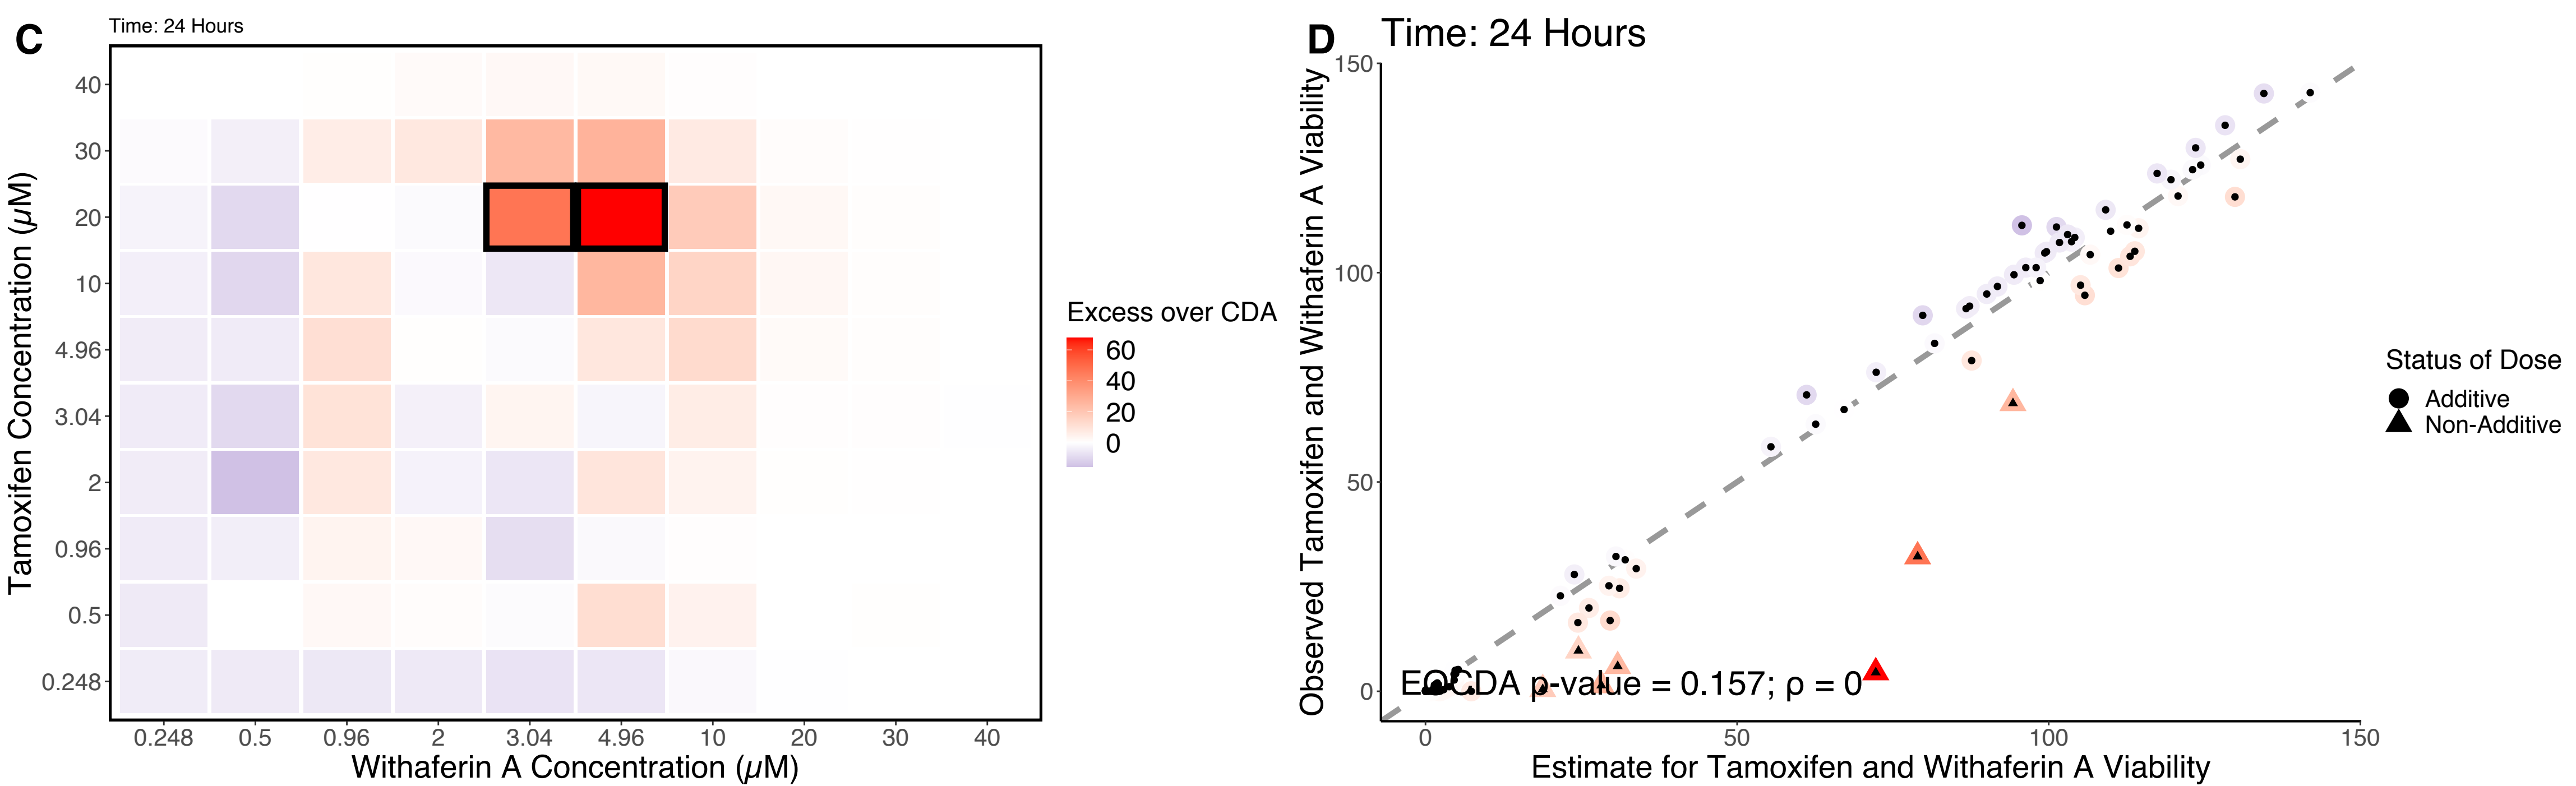 C
Time: 24 Hours
Tamoxifen Concentration (µM)
40
30
20
10
4.96
3.04
2
0.96
0.5
0.248
0.248 0.5 0.96 2 3.04 4.96 10 20 30 40
Withaferin A Concentration (µM)
Excess over CDA
60
40
20
0
D
Time: 24 Hours
Observed Tamoxifen and Withaferin A Viability
150
100
50
0
EOCDA p-value = 0.157; ρ = 0
0 50 100 150
Estimate for Tamoxifen and Withaferin A Viability
Status of Dose
Additive
Non-Additive